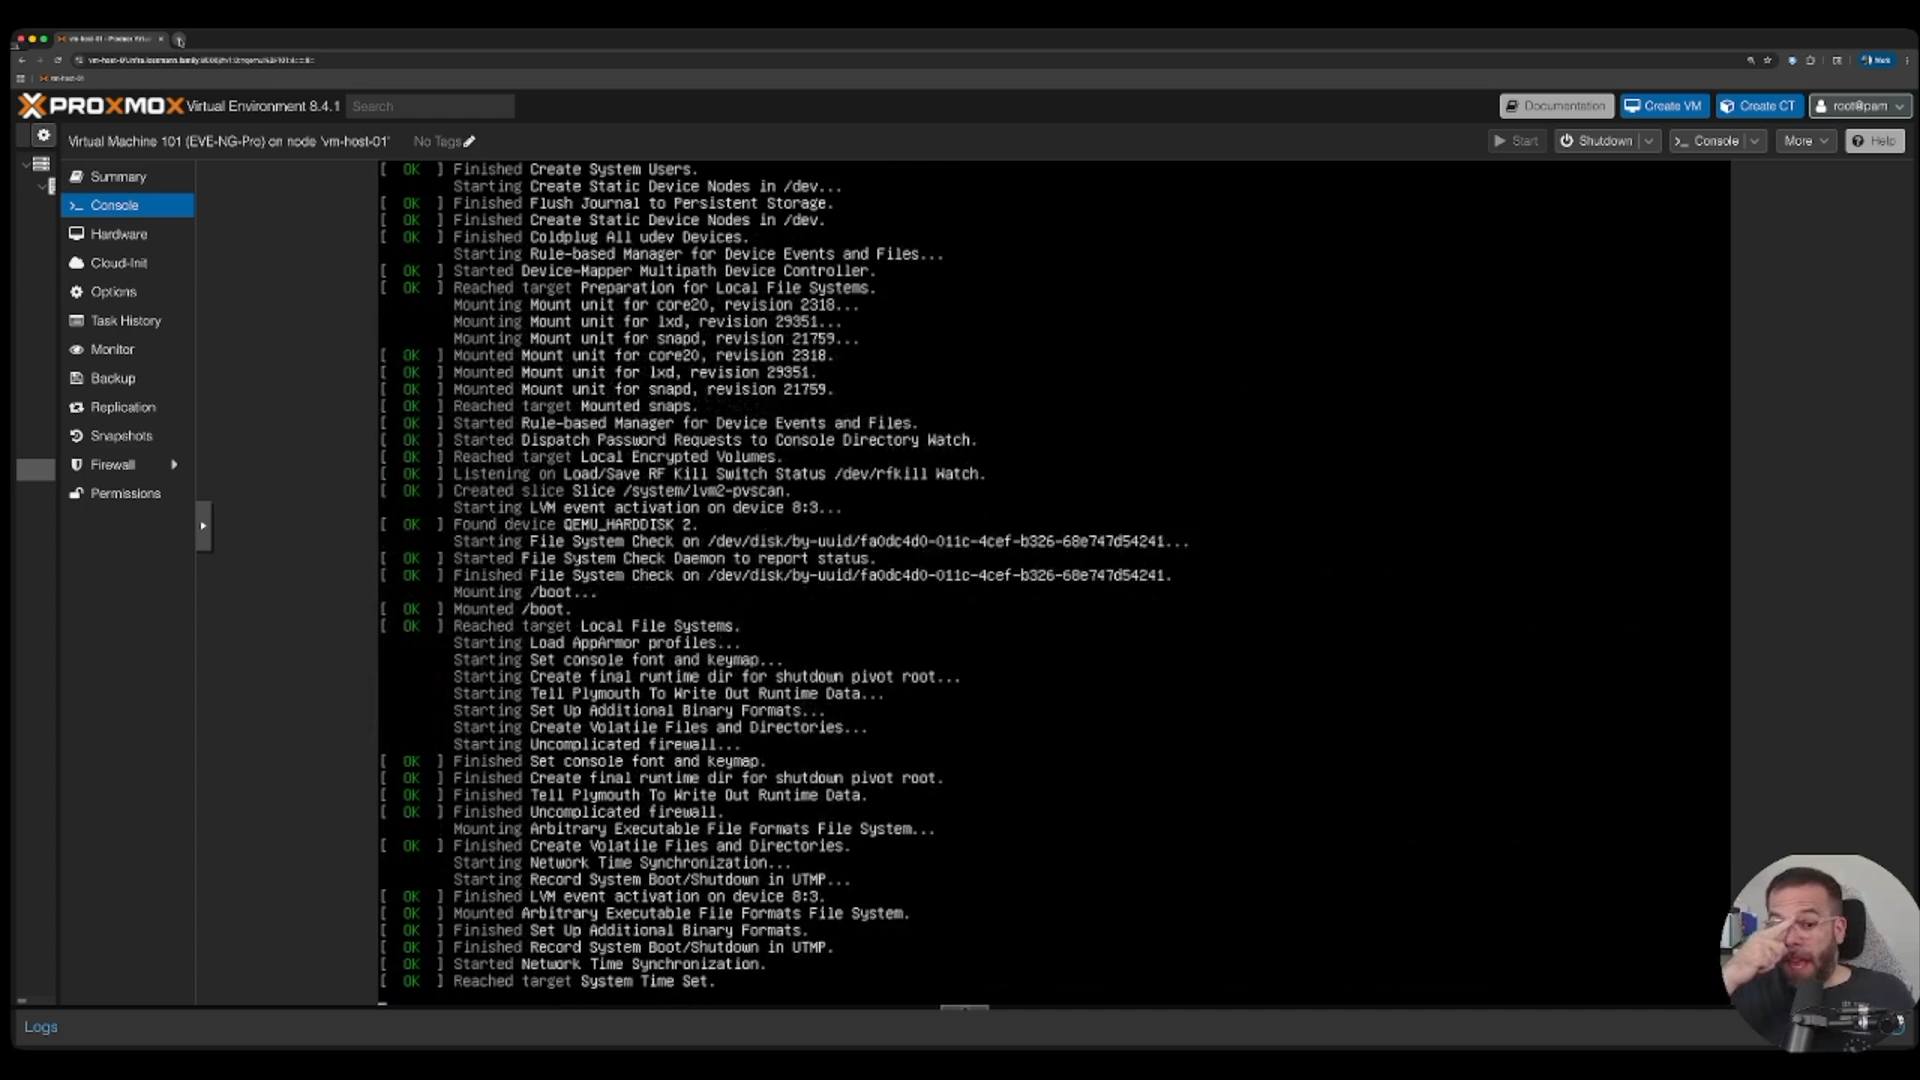 PROXMOX Virtual Environment 8.4.1 Search Documentation Create VM Create CT root@pam
Virtual Machine 101 (EVE-NG-Pro) on node 'vm-host-01' No Tags Start Shutdown >_ Console More Help
Summary
>_ Console
Hardware
Cloud-Init
Options
Task History
Monitor
Backup
Replication
Snapshots
Firewall
Permissions
[ OK ] Finished Create System Users.
Starting Create Static Device Nodes in /dev...
[ OK ] Finished Flush Journal to Persistent Storage.
[ OK ] Finished Create Static Device Nodes in /dev.
[ OK ] Finished Coldplug All udev Devices.
Starting Rule-based Manager for Device Events and Files...
[ OK ] Started Device-Mapper Multipath Device Controller.
[ OK ] Reached target Preparation for Local File Systems.
Mounting Mount unit for core20, revision 2318...
Mounting Mount unit for lxd, revision 29351...
Mounting Mount unit for snapd, revision 21759...
[ OK ] Mounted Mount unit for core20, revision 2318.
[ OK ] Mounted Mount unit for lxd, revision 29351.
[ OK ] Mounted Mount unit for snapd, revision 21759.
[ OK ] Reached target Mounted snaps.
[ OK ] Started Rule-based Manager for Device Events and Files.
[ OK ] Started Dispatch Password Requests to Console Directory Watch.
[ OK ] Reached target Local Encrypted Volumes.
[ OK ] Listening on Load/Save RF Kill Switch Status /dev/rfkill Watch.
[ OK ] Created slice Slice /system/lvm2-pvscan.
Starting LVM event activation on device 8:3...
[ OK ] Found device QEMU_HARDDISK 2.
Starting File System Check on /dev/disk/by-uuid/fa0dc4d0-011c-4cef-b326-68e747d54241...
[ OK ] Started File System Check Daemon to report status.
[ OK ] Finished File System Check on /dev/disk/by-uuid/fa0dc4d0-011c-4cef-b326-68e747d54241.
Mounting /boot...
[ OK ] Mounted /boot.
[ OK ] Reached target Local File Systems.
Starting Load AppArmor profiles...
Starting Set console font and keymap...
Starting Create final runtime dir for shutdown pivot root...
Starting Tell Plymouth To Write Out Runtime Data...
Starting Set Up Additional Binary Formats...
Starting Create Volatile Files and Directories...
Starting Uncomplicated firewall...
[ OK ] Finished Set console font and keymap.
[ OK ] Finished Create final runtime dir for shutdown pivot root.
[ OK ] Finished Tell Plymouth To Write Out Runtime Data.
[ OK ] Finished Uncomplicated firewall.
Mounting Arbitrary Executable File Formats File System...
[ OK ] Finished Create Volatile Files and Directories.
Starting Network Time Synchronization...
Starting Record System Boot/Shutdown in UTMP...
[ OK ] Finished LVM event activation on device 8:3.
[ OK ] Mounted Arbitrary Executable File Formats File System.
[ OK ] Finished Set Up Additional Binary Formats.
[ OK ] Finished Record System Boot/Shutdown in UTMP.
[ OK ] Started Network Time Synchronization.
[ OK ] Reached target System Time Set.
Logs